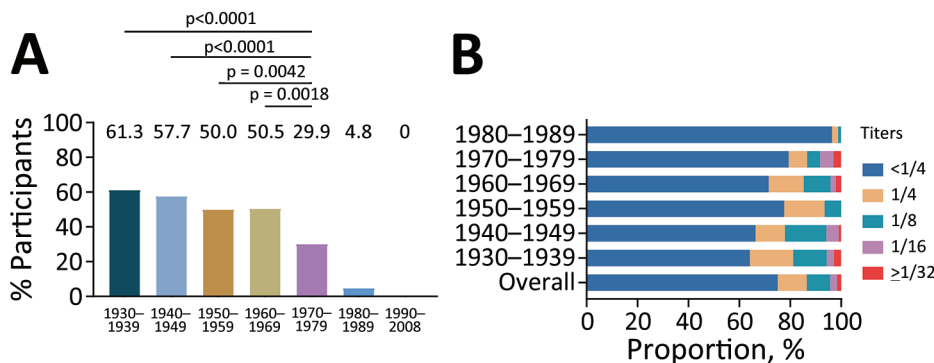 A
p<0.0001
p<0.0001
p = 0.0042
p = 0.0018
61.3 57.7 50.0 50.5 29.9 4.8 0
% Participants
100
80
60
40
20
0
1930–
1939
1940–
1949
1950–
1959
1960–
1969
1970–
1979
1980–
1989
1990–
2008
B
1980–1989
1970–1979
1960–1969
1950–1959
1940–1949
1930–1939
Overall
0 20 40 60 80 100
Proportion, %
Titers
<1/4
1/4
1/8
1/16
≥1/32